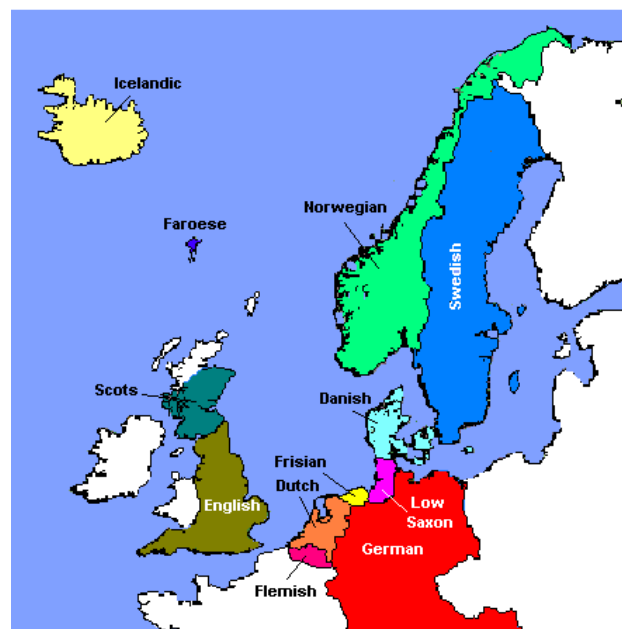 Icelandic
Faroese
Norwegian
Swedish
Scots
Danish
Frisian
Dutch
English
Low
Saxon
German
Flemish